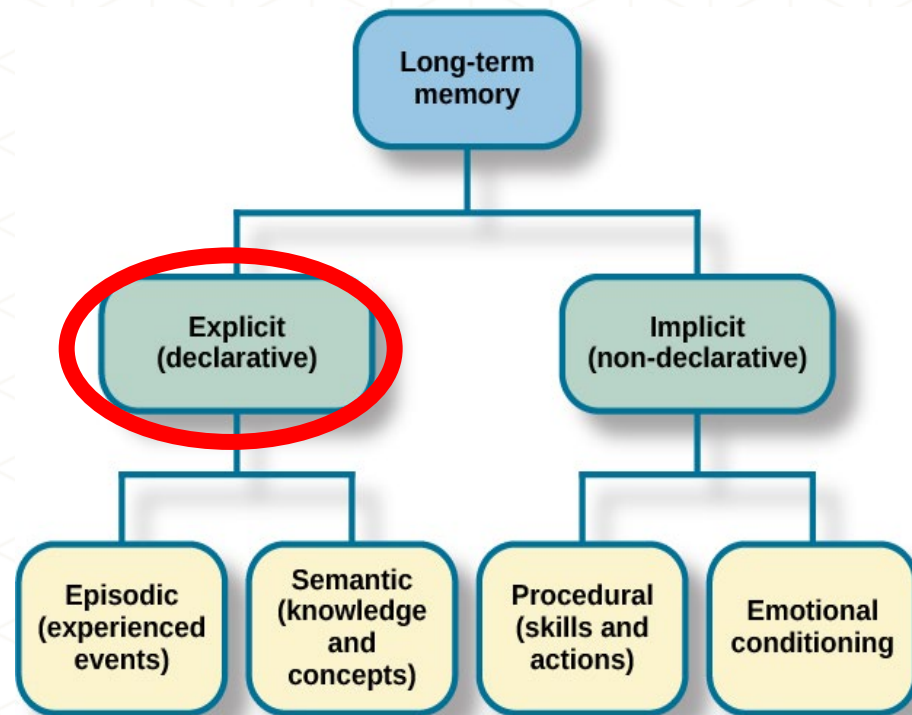 Long-term
memory
Explicit
(declarative)
Implicit
(non-declarative)
Episodic
(experienced
events)
Semantic
(knowledge
and
concepts)
Procedural
(skills and
actions)
Emotional
conditioning